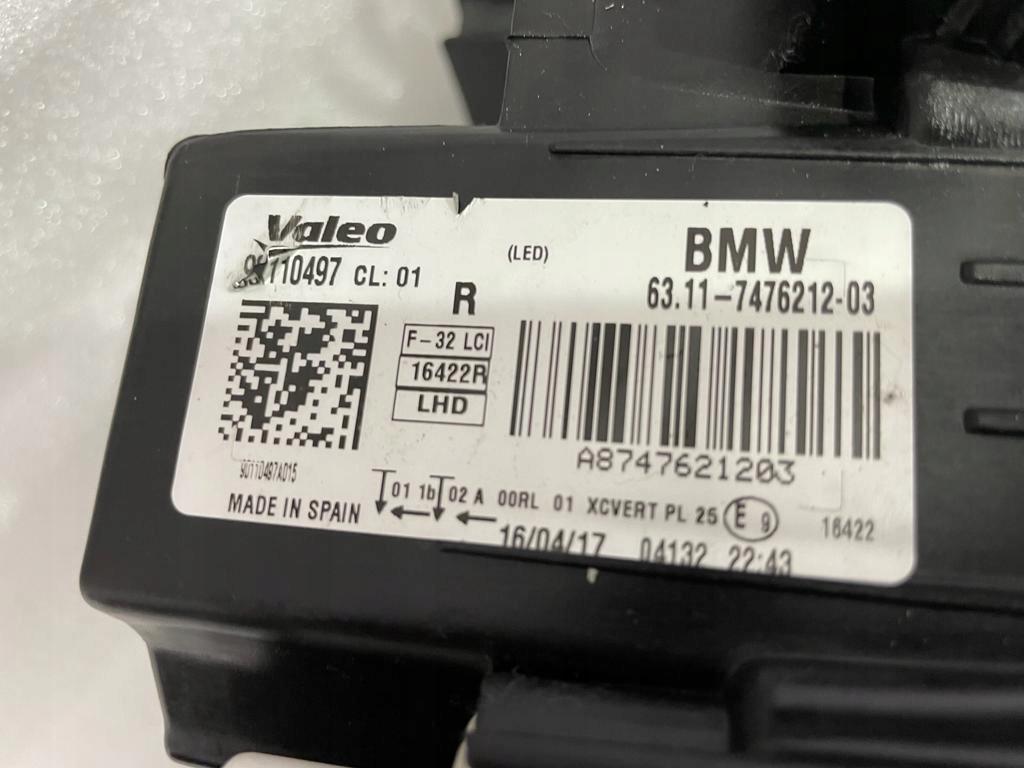 Valeo
90110497 CL: 01
(LED)
R
F-32 LCI
16422R
LHD
BMW
63.11-7476212-03
A8747621203
90110497A015
MADE IN SPAIN
01 1b 02 A 00RL 01 XCVERT PL 25 E 9
16422
16/04/17 04132 22:43